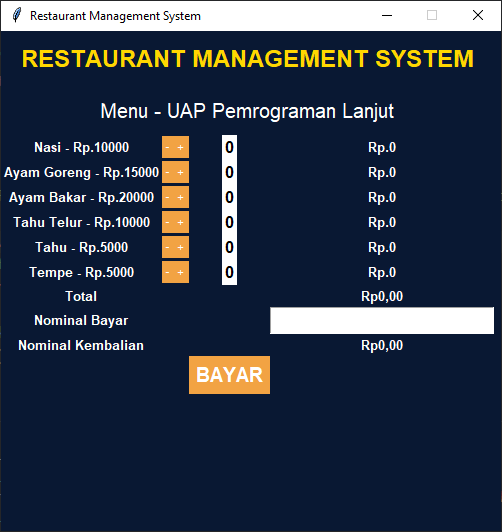 Restaurant Management System
RESTAURANT MANAGEMENT SYSTEM
Menu - UAP Pemrograman Lanjut
Nasi - Rp.10000 - + 0 Rp.0
Ayam Goreng - Rp.15000 - + 0 Rp.0
Ayam Bakar - Rp.20000 - + 0 Rp.0
Tahu Telur - Rp.10000 - + 0 Rp.0
Tahu - Rp.5000 - + 0 Rp.0
Tempe - Rp.5000 - + 0 Rp.0
Total Rp0,00
Nominal Bayar
Nominal Kembalian Rp0,00
BAYAR